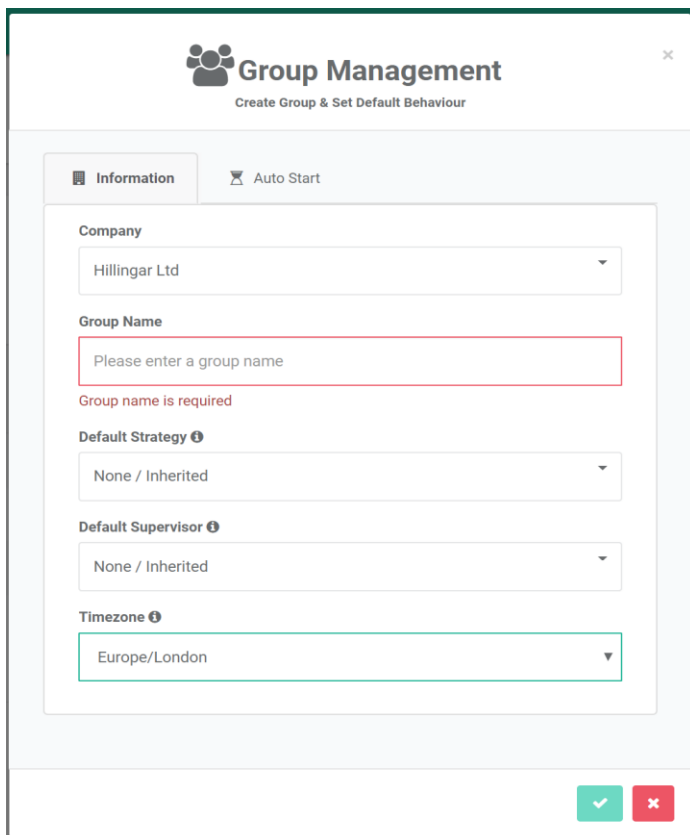 Group Management
Create Group & Set Default Behaviour
Information
Auto Start
Company
Hillingar Ltd
Group Name
Please enter a group name
Group name is required
Default Strategy
None / Inherited
Default Supervisor
None / Inherited
Timezone
Europe/London